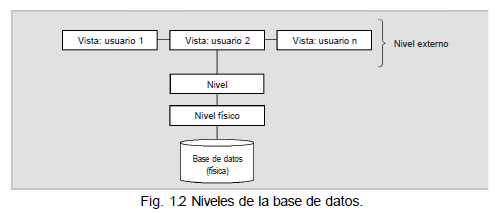 Vista: usuario 1
Vista: usuario 2
Vista: usuario n
Nivel externo
Nivel
Nivel físico
Base de datos
(física)
Fig. 1.2 Niveles de la base de datos.